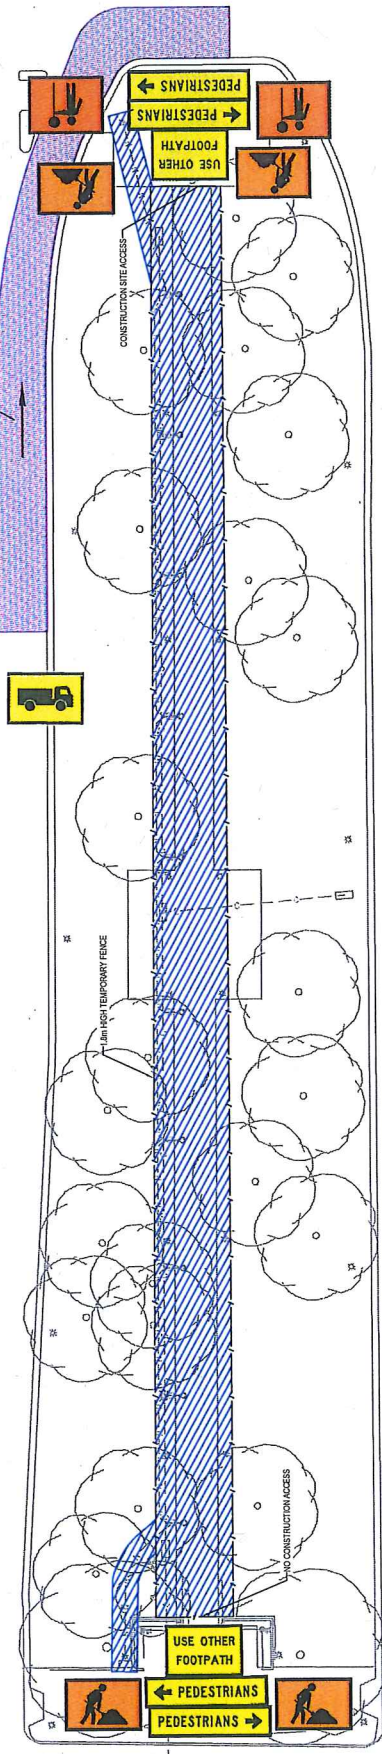 PEDESTRIANS
PEDESTRIANS
USE OTHER
FOOTPATH
CONSTRUCTION SITE ACCESS
1.8m HIGH TEMPORARY FENCE
NO CONSTRUCTION ACCESS
USE OTHER
FOOTPATH
PEDESTRIANS
PEDESTRIANS